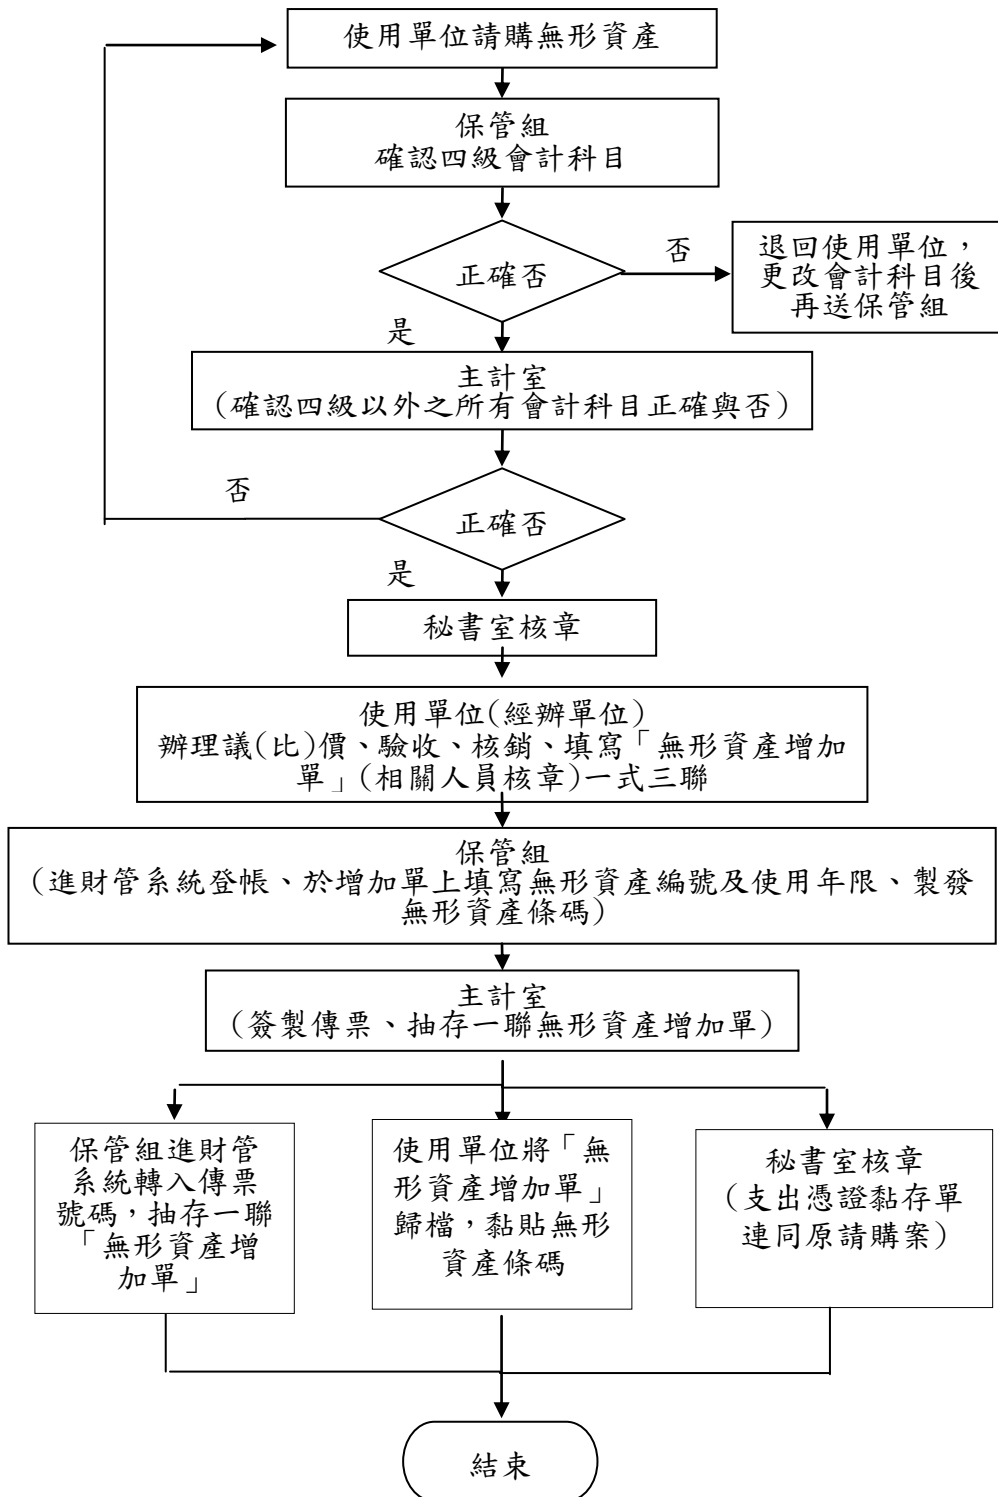 使用單位請購無形資產
保管組
確認四級會計科目
正確否
否
退回使用單位，
更改會計科目後
再送保管組
是
主計室
（確認四級以外之所有會計科目正確與否）
否
正確否
是
秘書室核章
使用單位(經辦單位)
辦理議(比)價、驗收、核銷、填寫「無形資產增加
單」(相關人員核章)一式三聯
保管組
（進財管系統登帳、於增加單上填寫無形資產編號及使用年限、製發
無形資產條碼）
主計室
（簽製傳票、抽存一聯無形資產增加單）
保管組進財管
系統轉入傳票
號碼，抽存一聯
「無形資產增
加單」
使用單位將「無
形資產增加單」
歸檔，黏貼無形
資產條碼
秘書室核章
（支出憑證黏存單
連同原請購案）
結束